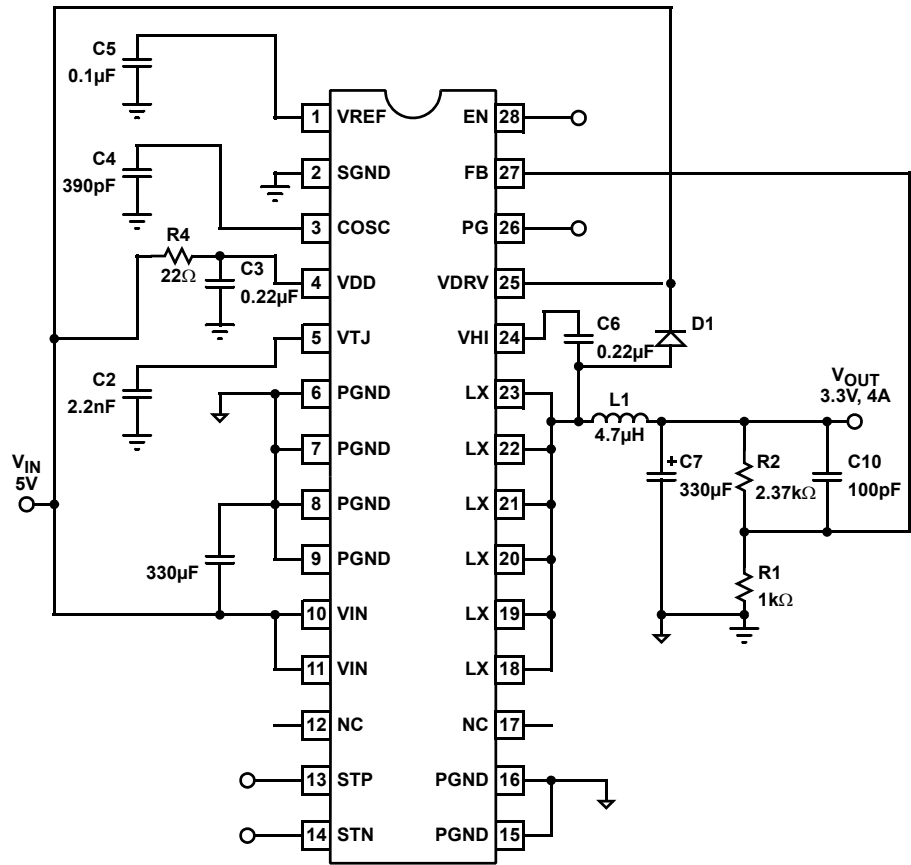 C5
0.1µF
C4
390pF
R4
22Ω
C3
0.22µF
C2
2.2nF
VIN
5V
330µF
1 VREF
2 SGND
3 COSC
4 VDD
5 VTJ
6 PGND
7 PGND
8 PGND
9 PGND
10 VIN
11 VIN
12 NC
13 STP
14 STN
EN 28
FB 27
PG 26
VDRV 25
VHI 24
LX 23
LX 22
LX 21
LX 20
LX 19
LX 18
NC 17
PGND 16
PGND 15
C6
0.22µF
D1
L1
4.7µH
VOUT
3.3V, 4A
+ C7
330µF
R2
2.37kΩ
C10
100pF
R1
1kΩ